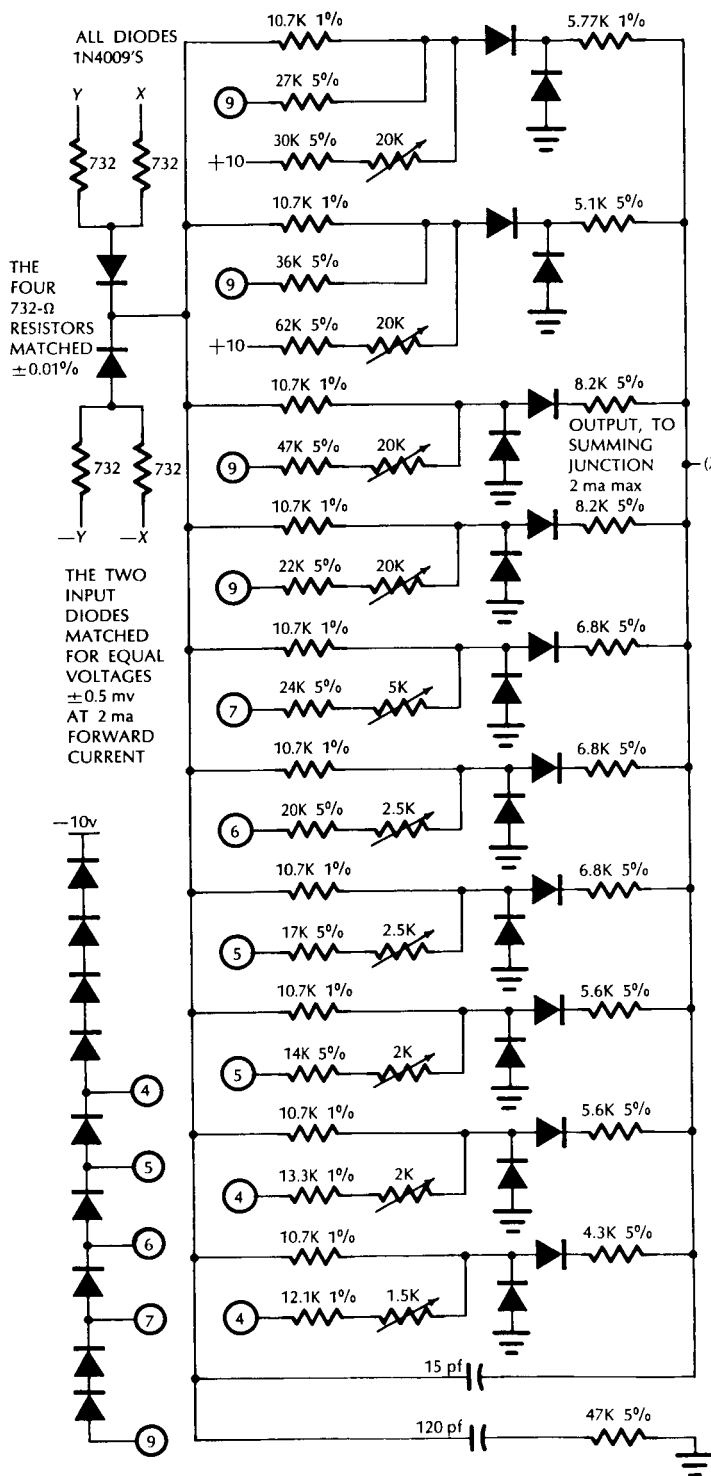 ALL DIODES
1N4009'S
Y X
732 732
THE
FOUR
732-Ω
RESISTORS
MATCHED
±0.01%
732 732
—Y —X
THE TWO
INPUT
DIODES
MATCHED
FOR EQUAL
VOLTAGES
±0.5 mv
AT 2 ma
FORWARD
CURRENT
—10v
4
5
6
7
9
10.7K 1% 5.77K 1%
9 27K 5%
+10 30K 5% 20K
10.7K 1% 5.1K 5%
9 36K 5%
+10 62K 5% 20K
10.7K 1% 8.2K 5%
9 47K 5% 20K
OUTPUT, TO
SUMMING
JUNCTION
2 ma max
10.7K 1% 8.2K 5%
9 22K 5% 20K
10.7K 1% 6.8K 5%
7 24K 5% 5K
10.7K 1% 6.8K 5%
6 20K 5% 2.5K
10.7K 1% 6.8K 5%
5 17K 5% 2.5K
10.7K 1% 5.6K 5%
5 14K 5% 2K
10.7K 1% 5.6K 5%
4 13.3K 1% 2K
10.7K 1% 4.3K 5%
4 12.1K 1% 1.5K
15 pf
120 pf 47K 5%